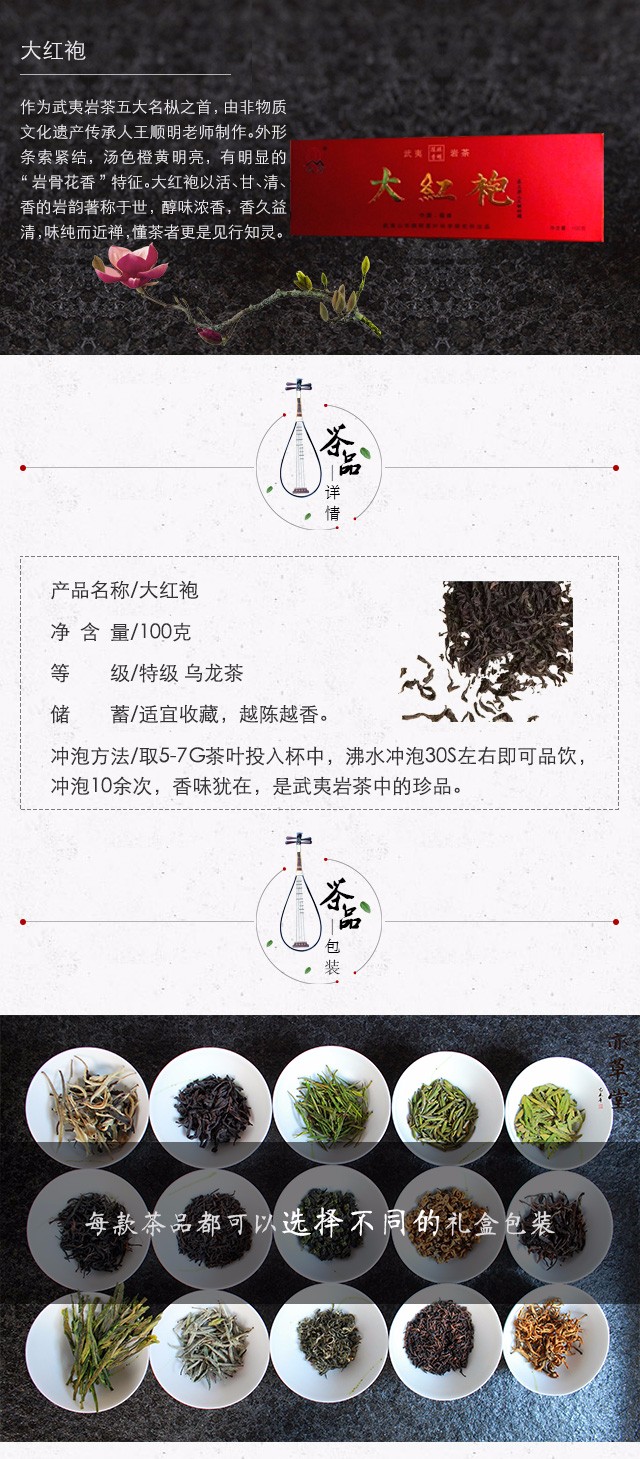 大红袍
作为武夷岩茶五大名枞之首，由非物质
文化遗产传承人王顺明老师制作。外形
条索紧结，汤色橙黄明亮，有明显的
“岩骨花香”特征。大红袍以活、甘、清、
香的岩韵著称于世，醇味浓香，香久益
清，味纯而近禅，懂茶者更是见行知灵。
武夷 岩茶
大紅袍
茶品
详情
产品名称/大红袍
净含量/100克
等级/特级 乌龙茶
储蓄/适宜收藏，越陈越香。
冲泡方法/取5-7G茶叶投入杯中，沸水冲泡30S左右即可品饮，
冲泡10余次，香味犹在，是武夷岩茶中的珍品。
茶品
包装
亦草堂
每款茶品都可以选择不同的礼盒包装